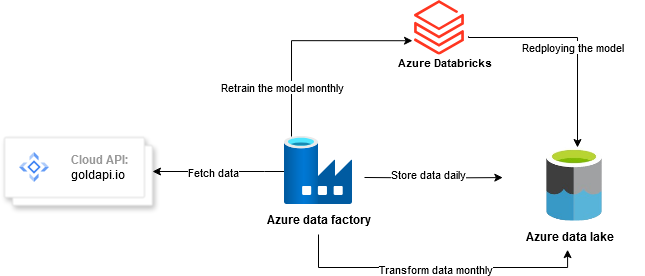 Redploying the model
Azure Databricks
Retrain the model monthly
Cloud API:
goldapi.io
Fetch data
Store data daily
Azure data factory
Azure data lake
Transform data monthly